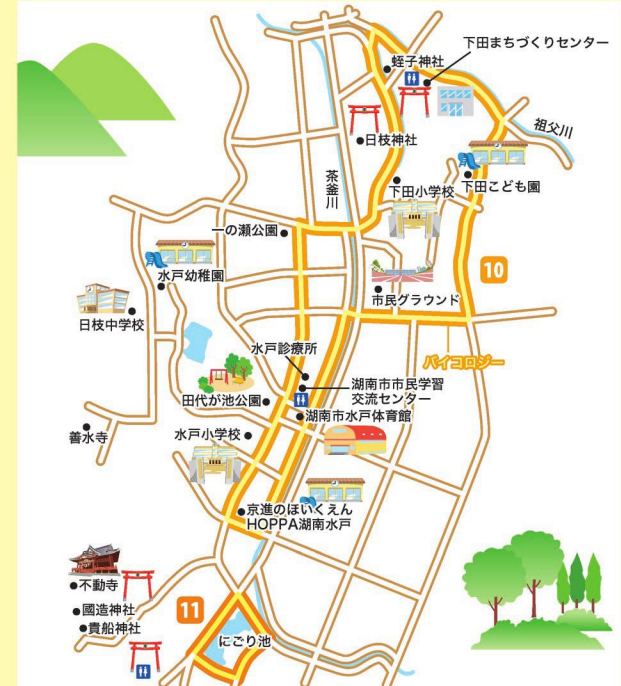 下田まちづくりセンター
蛭子神社
祖父川
日枝神社
茶釜川
下田小学校
下田こども園
一の瀬公園
水戸幼稚園
10
市民グラウンド
日枝中学校
バイコロジー
水戸診療所
湖南市市民学習
交流センター
田代が池公園
湖南市水戸体育館
善水寺
水戸小学校
京進のほいくえん
HOPPA湖南水戸
不動寺
國造神社
貴船神社
11
にごり池